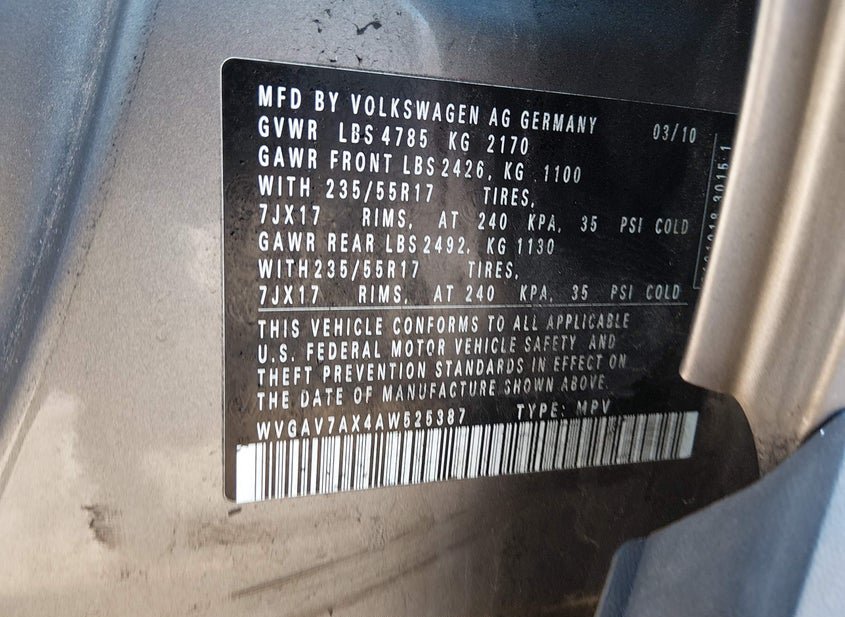 MFD BY VOLKSWAGEN AG GERMANY 03/10
GVWR LBS 4785 KG 2170
GAWR FRONT LBS 2426, KG 1100
WITH 235/55R17 TIRES,
7JX17 RIMS, AT 240 KPA, 35 PSI COLD
GAWR REAR LBS 2492, KG 1130
WITH 235/55R17 TIRES,
7JX17 RIMS, AT 240 KPA 35 PSI COLD
THIS VEHICLE CONFORMS TO ALL APPLICABLE
U.S. FEDERAL MOTOR VEHICLE SAFETY AND
THEFT PREVENTION STANDARDS IN EFFECT ON
THE DATE OF MANUFACTURE SHOWN ABOVE.
WVGAV7AX4AW525387 TYPE: MPV